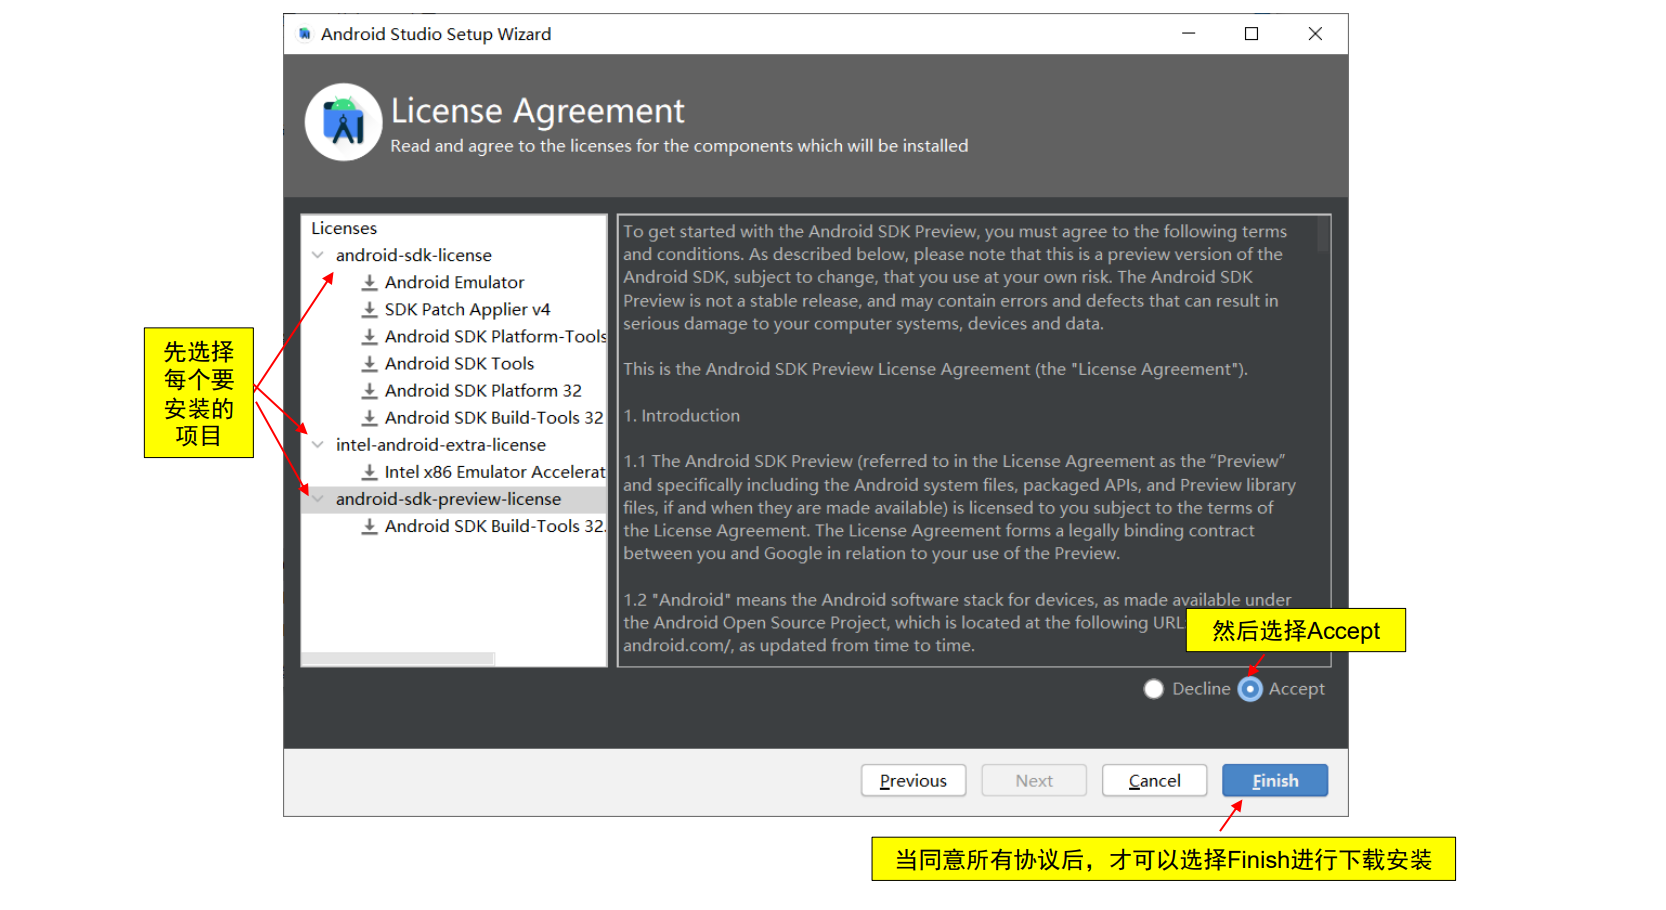 Android Studio Setup Wizard
License Agreement
Read and agree to the licenses for the components which will be installed
Licenses
android-sdk-license
Android Emulator
SDK Patch Applier v4
Android SDK Platform-Tools
Android SDK Tools
Android SDK Platform 32
Android SDK Build-Tools 32
intel-android-extra-license
Intel x86 Emulator Accelerat
android-sdk-preview-license
Android SDK Build-Tools 32.
先选择
每个要
安装的
项目
To get started with the Android SDK Preview, you must agree to the following terms
and conditions. As described below, please note that this is a preview version of the
Android SDK, subject to change, that you use at your own risk. The Android SDK
Preview is not a stable release, and may contain errors and defects that can result in
serious damage to your computer systems, devices and data.
This is the Android SDK Preview License Agreement (the "License Agreement").
1. Introduction
1.1 The Android SDK Preview (referred to in the License Agreement as the “Preview”
and specifically including the Android system files, packaged APIs, and Preview library
files, if and when they are made available) is licensed to you subject to the terms of
the License Agreement. The License Agreement forms a legally binding contract
between you and Google in relation to your use of the Preview.
1.2 "Android" means the Android software stack for devices, as made available under
the Android Open Source Project, which is located at the following URL
android.com/, as updated from time to time.
然后选择Accept
Decline
Accept
Previous
Next
Cancel
Finish
当同意所有协议后，才可以选择Finish进行下载安装